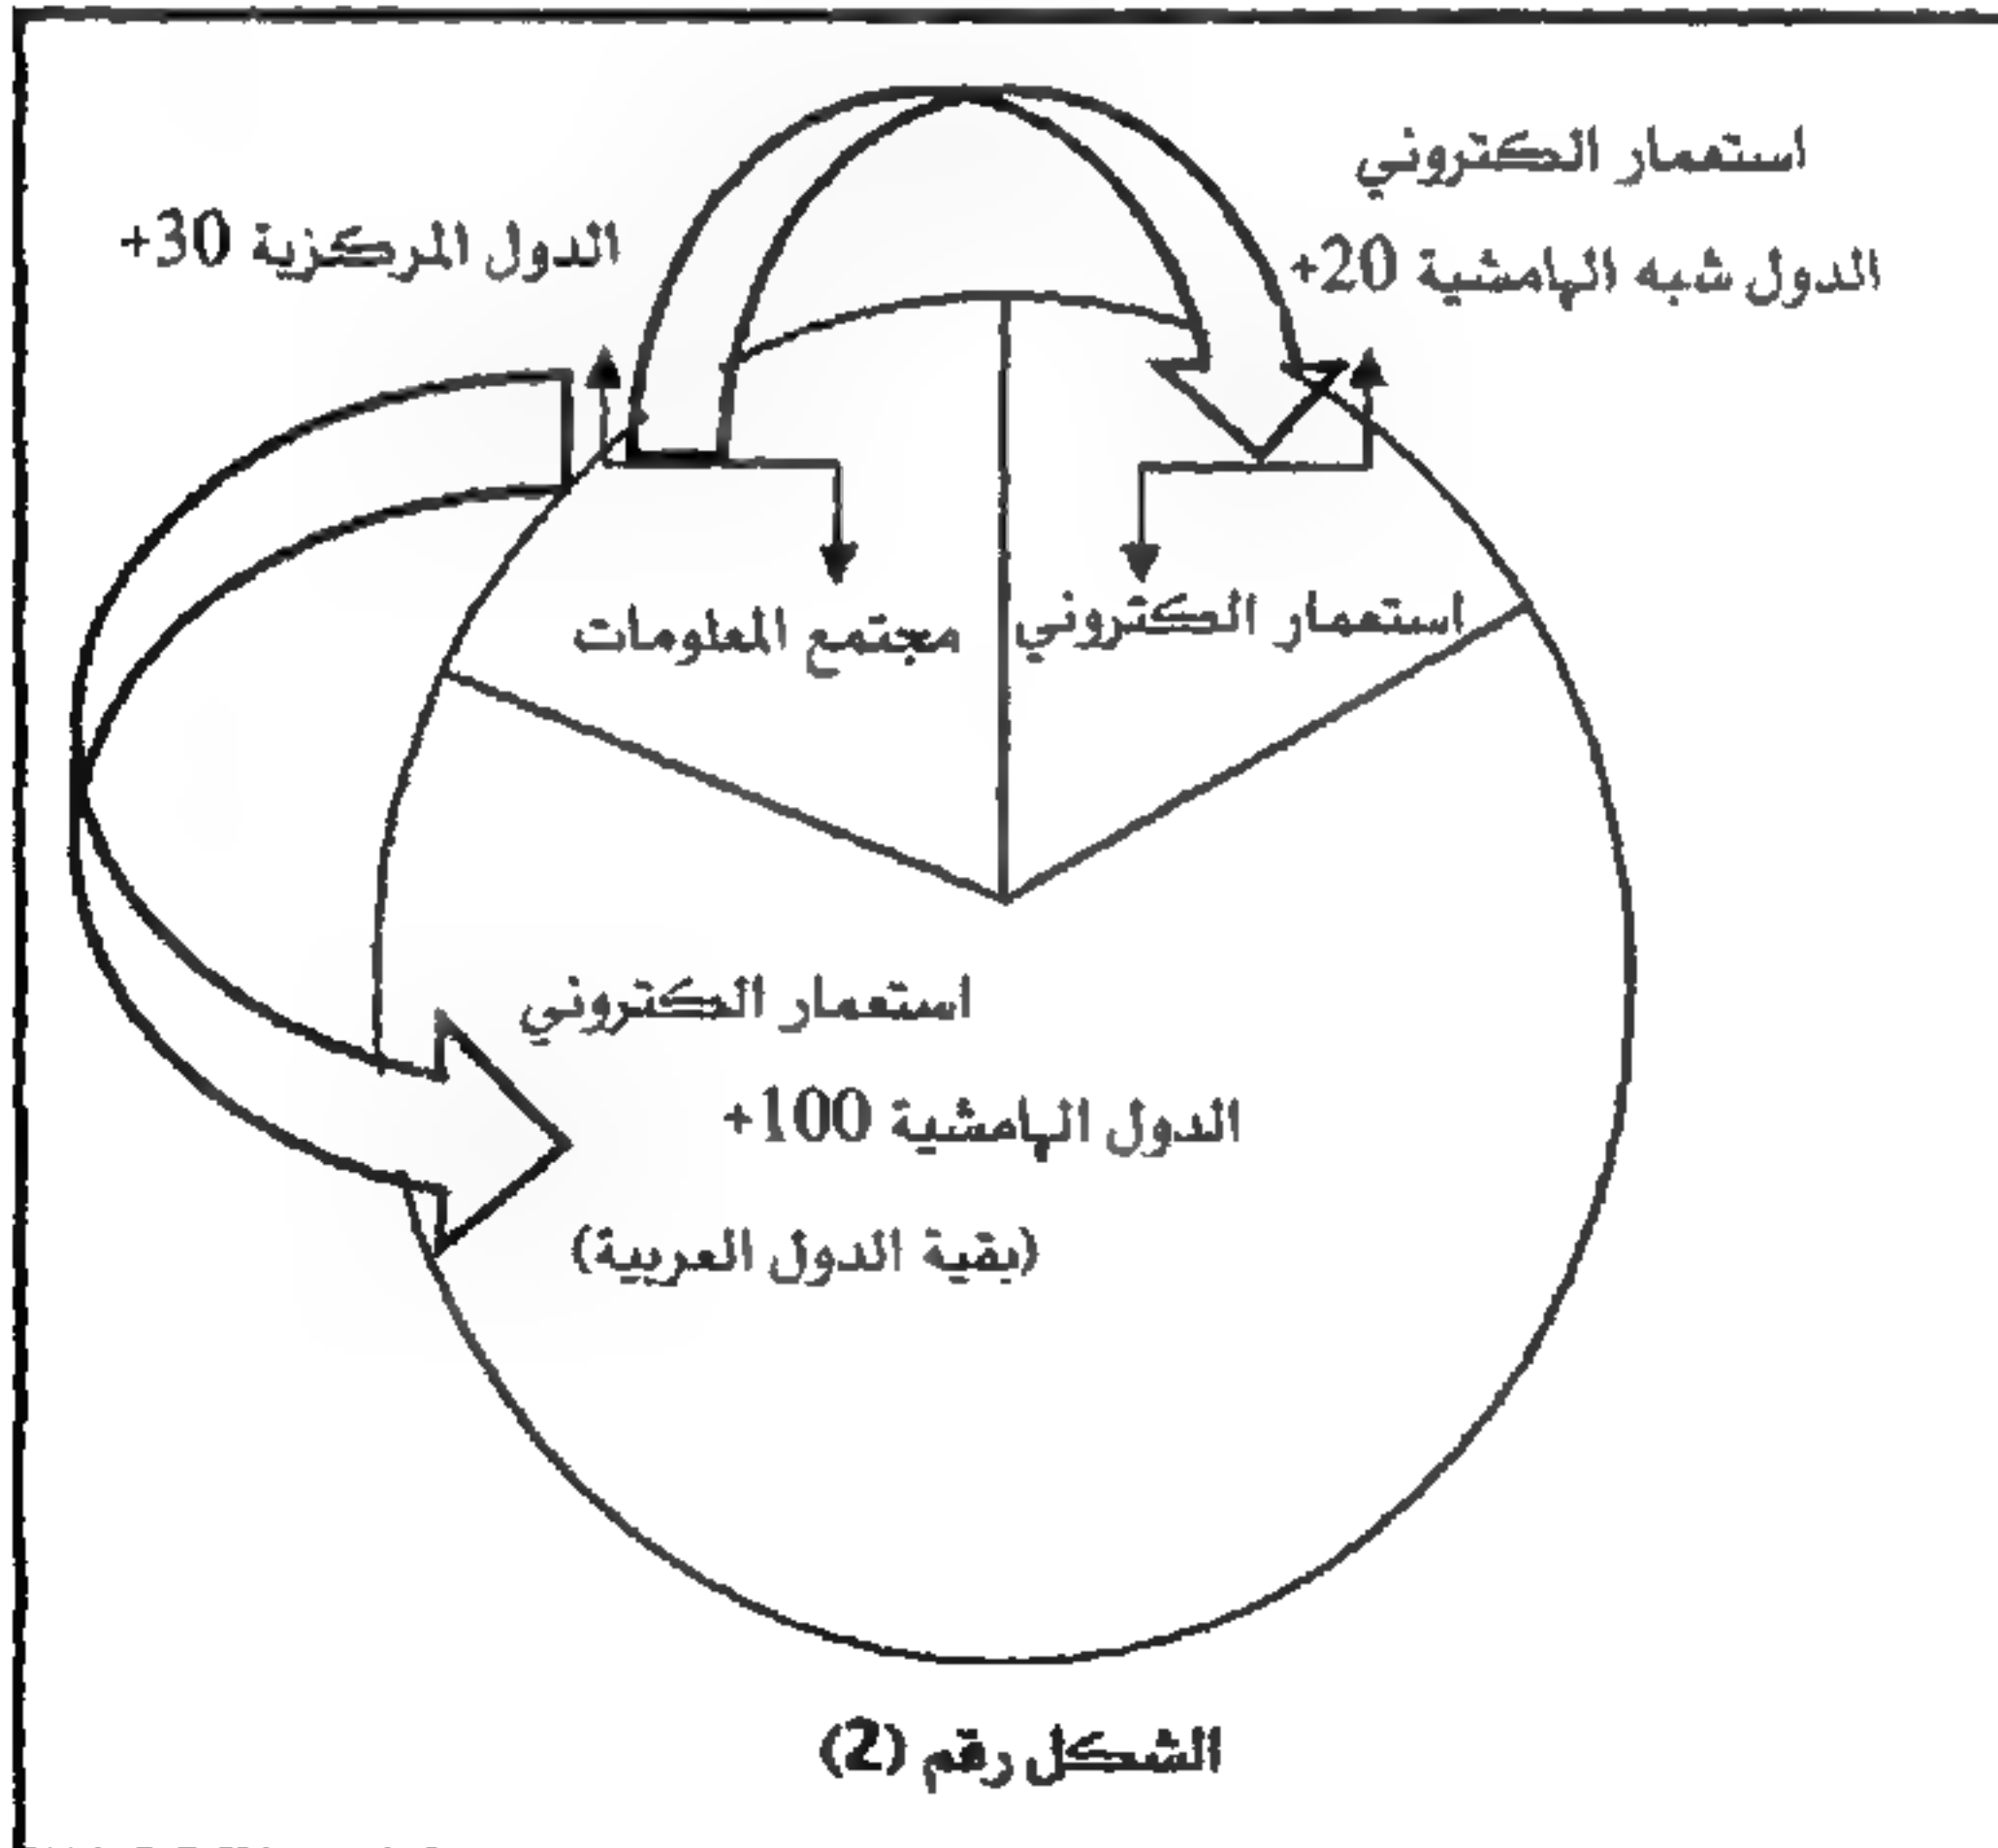 استعمار الكتروني
الدول شبه الهامشية 20+
الدول المركزية 30+
استعمار الكتروني
مجتمع المعلومات
استعمار الكتروني
الدول الهامشية 100+
(بقية الدول العربية)
الشكل رقم (2)